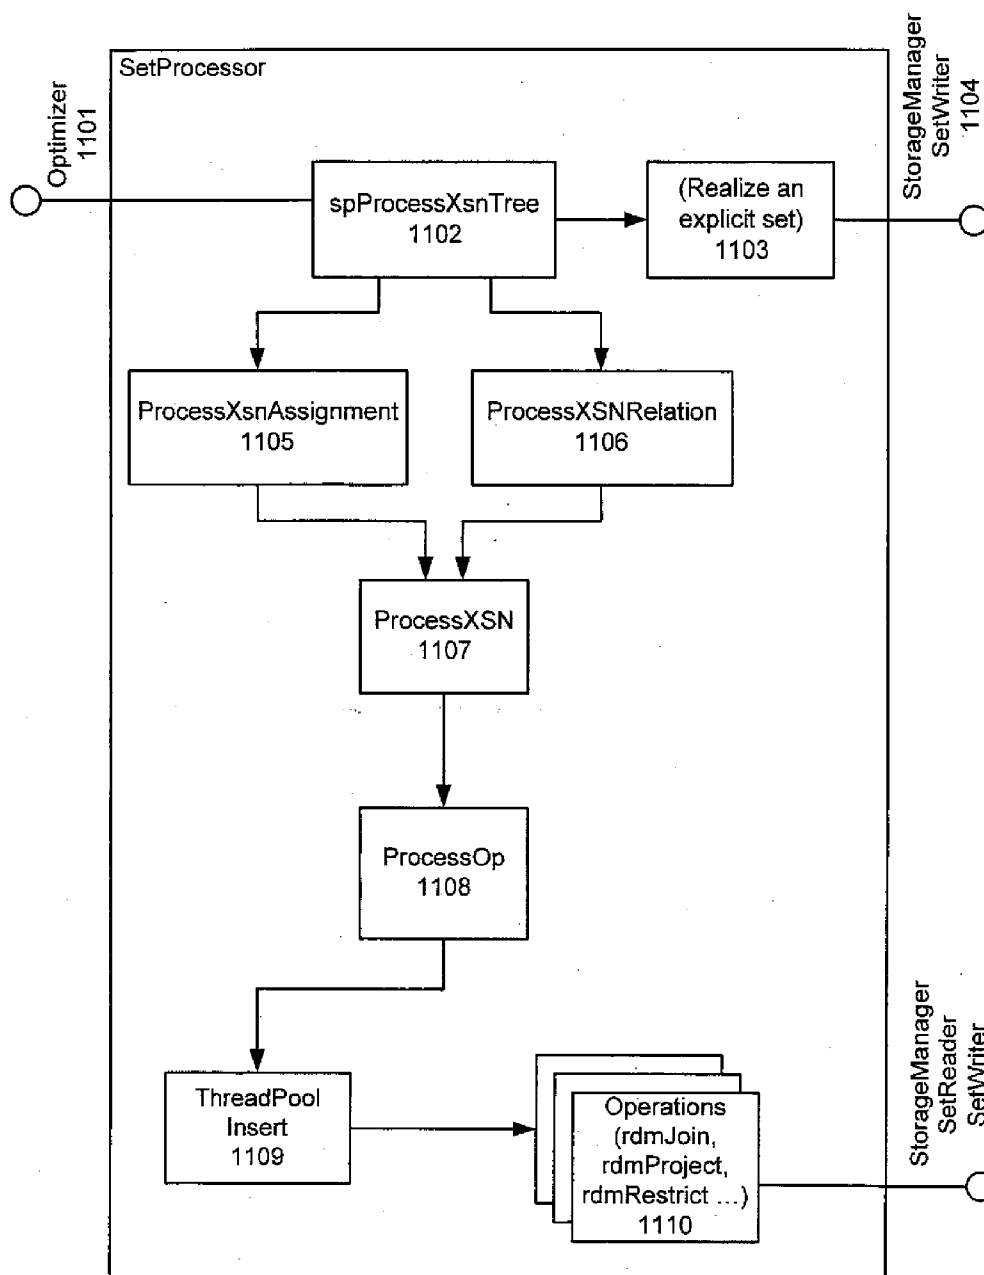 SetProcessor
Optimizer
1101
StorageManager
SetWriter
1104
spProcessXsnTree
1102
(Realize an
explicit set)
1103
ProcessXsnAssignment
1105
ProcessXSNRelation
1106
ProcessXSN
1107
ProcessOp
1108
ThreadPool
Insert
1109
Operations
(rdmJoin,
rdmProject,
rdmRestrict ...)
1110
StorageManager
SetReader
SetWriter